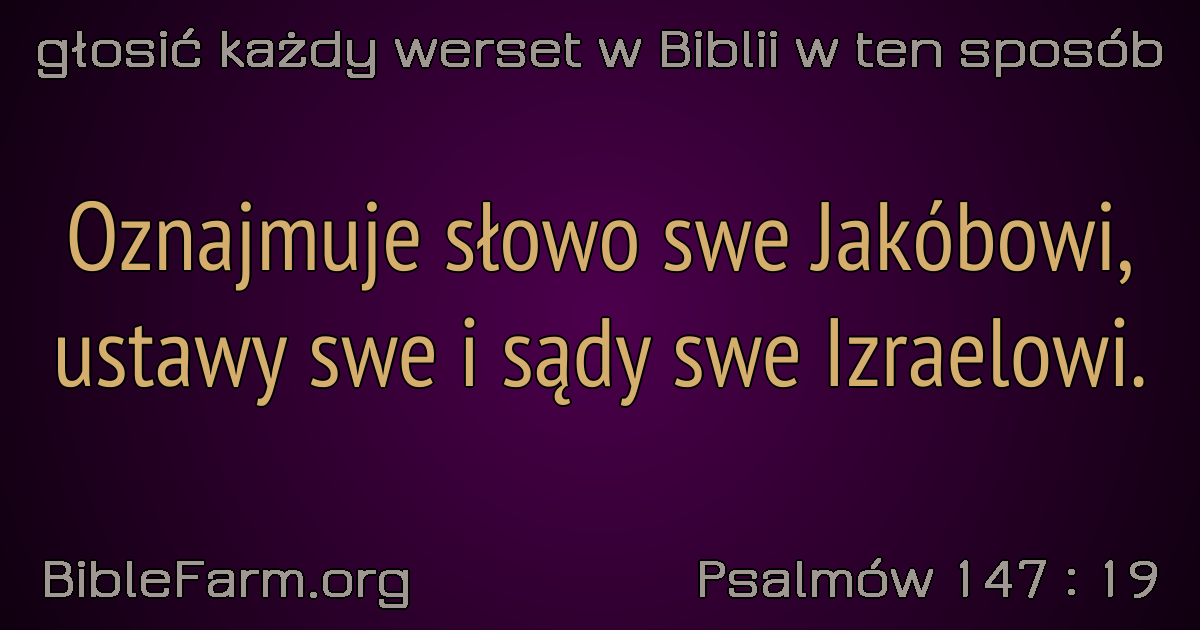 głosić każdy werset w Biblii w ten sposób
Oznajmuje słowo swe Jakóbowi,
ustawy swe i sądy swe Izraelowi.
BibleFarm.org
Psalmów 147 : 19